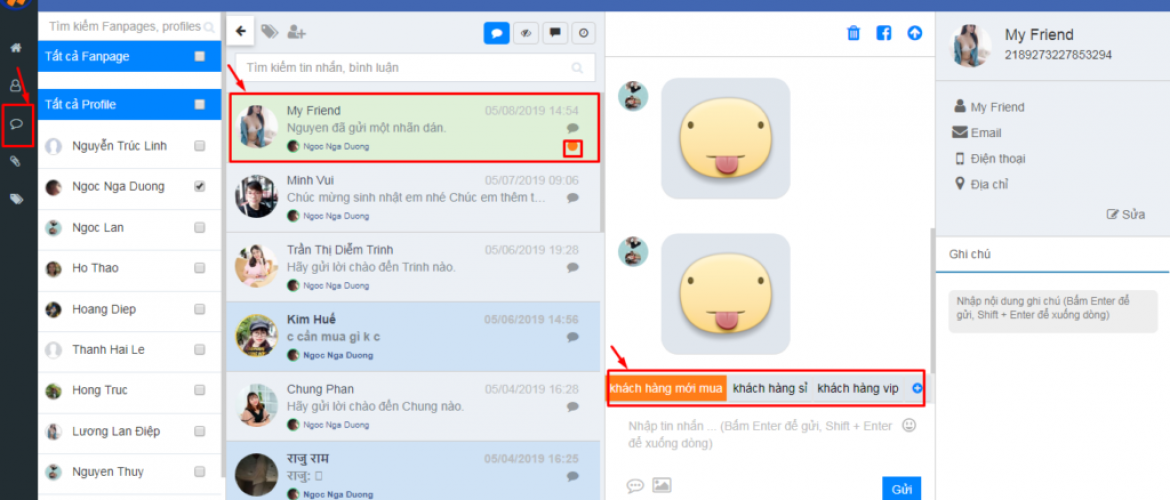 Tìm kiếm Fanpages, profiles
Tất cả Fanpage
Tất cả Profile
Nguyễn Trúc Linh
Ngoc Nga Duong
Ngoc Lan
Ho Thao
Hoang Diep
Thanh Hai Le
Hong Truc
Lương Lan Điệp
Nguyen Thuy
Tìm kiếm tin nhắn, bình luận
My Friend 05/08/2019 14:54
Nguyen đã gửi một nhãn dán.
Ngoc Nga Duong
Minh Vui 05/07/2019 09:06
Chúc mừng sinh nhật em nhé Chúc em thêm t...
Ngoc Nga Duong
Trần Thị Diễm Trinh 05/06/2019 19:28
Hãy gửi lời chào đến Trinh nào.
Ngoc Nga Duong
Kim Huế 05/06/2019 14:56
c cần mua gì k c
Ngoc Nga Duong
Chung Phan 05/04/2019 16:28
Hãy gửi lời chào đến Chung nào.
Ngoc Nga Duong
राजु राम 05/04/2019 16:25
राजु:
Ngoc Nga Duong
khách hàng mới mua khách hàng sỉ khách hàng vip
Nhập tin nhắn ... (Bấm Enter để gửi, Shift + Enter
để xuống dòng)
Gửi
My Friend
2189273227853294
My Friend
Email
Điện thoại
Địa chỉ
Sửa
Ghi chú
Nhập nội dung ghi chú (Bấm Enter để
gửi, Shift + Enter để xuống dòng)